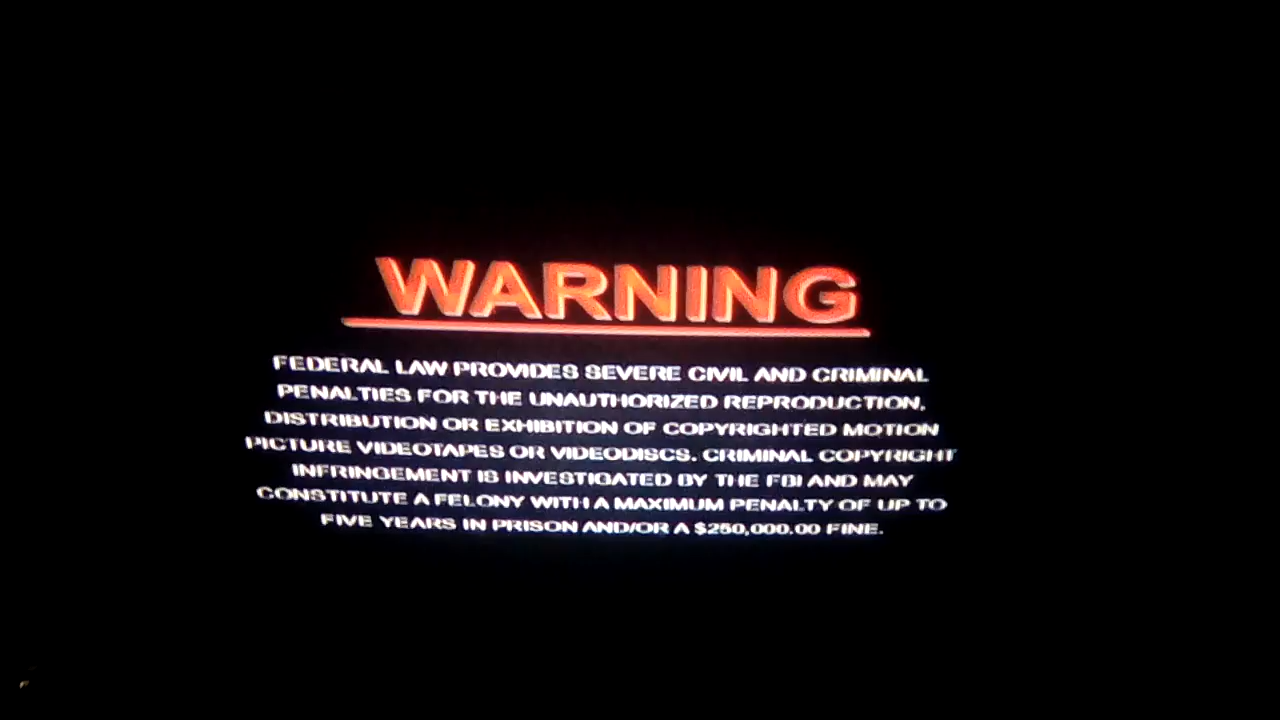 WARNING
FEDERAL LAW PROVIDES SEVERE CIVIL AND CRIMINAL
PENALTIES FOR THE UNAUTHORIZED REPRODUCTION,
DISTRIBUTION OR EXHIBITION OF COPYRIGHTED MOTION
PICTURE VIDEOTAPES OR VIDEODISCS. CRIMINAL COPYRIGHT
INFRINGEMENT IS INVESTIGATED BY THE FBI AND MAY
CONSTITUTE A FELONY WITH A MAXIMUM PENALTY OF UP TO
FIVE YEARS IN PRISON AND/OR A $250,000.00 FINE.